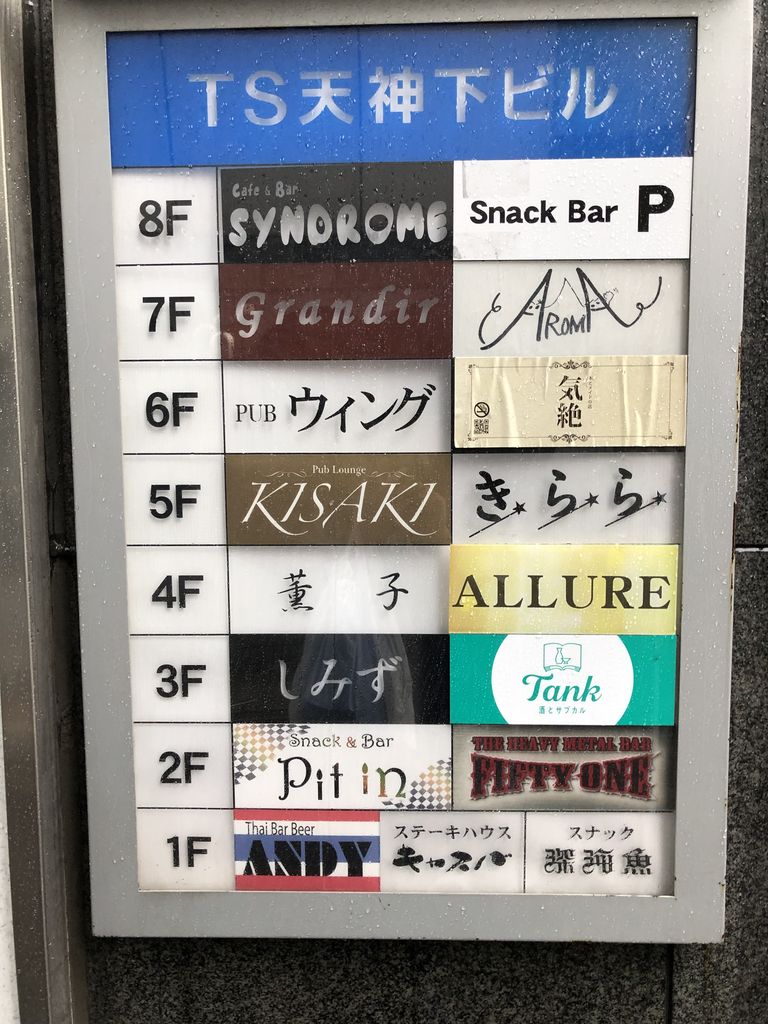 TS天神下ビル
8F
Cafe & Bar
SYNDROME
Snack Bar P
7F
Grandir
AROMA
6F
PUB ウィング
気絶
5F
Pub Lounge
KISAKI
きらら
4F
薫子
ALLURE
3F
しみず
Tank
酒とサブカル
2F
Snack & Bar
Pit in
THE HEAVY METAL BAR
FIFTY-ONE
1F
Thai Bar Beer
ANDY
ステーキハウス
キャスバ
スナック
深海魚